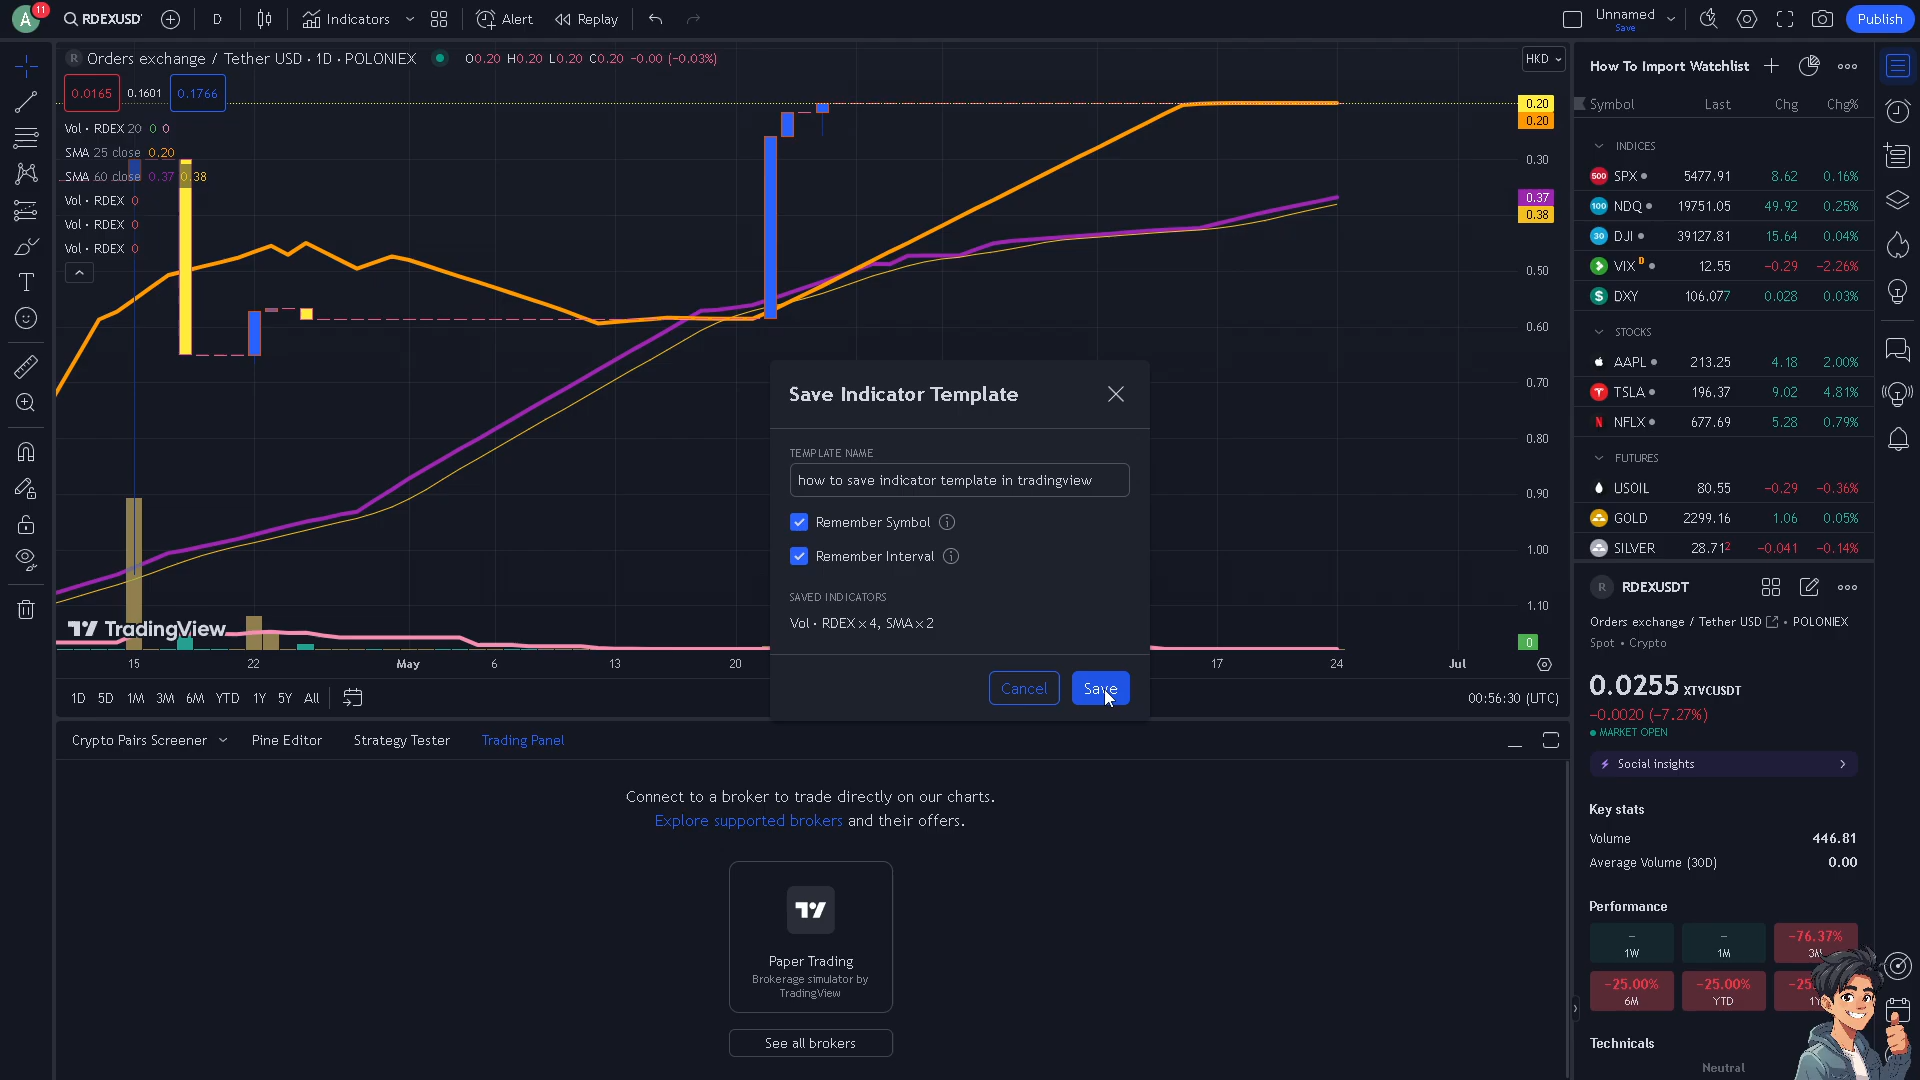 A 11 RDEXUSD' D Indicators Alert Replay Unnamed Save Publish
R Orders exchange / Tether USD · 1D · POLONIEX O0.20 H0.20 L0.20 C0.20 -0.00 (-0.03%) HKD
0.0165 0.1601 0.1766
Vol · RDEX 20 0 0
SMA 25 close 0.20
SMA 60 close 0.37 0.38
Vol · RDEX 0
Vol · RDEX 0
Vol · RDEX 0
0.20
0.20
0.30
0.37
0.38
0.50
0.60
0.70
0.80
0.90
1.00
1.10
0
TradingView
15 22 May 6 13 20 17 24 Jul
1D 5D 1M 3M 6M YTD 1Y 5Y All 00:56:30 (UTC)
Save Indicator Template
TEMPLATE NAME
how to save indicator template in tradingview
Remember Symbol
Remember Interval
SAVED INDICATORS
Vol · RDEX × 4, SMA × 2
Cancel Save
Crypto Pairs Screener Pine Editor Strategy Tester Trading Panel
Connect to a broker to trade directly on our charts.
Explore supported brokers and their offers.
Paper Trading
Brokerage simulator by
TradingView
See all brokers
How To Import Watchlist
Symbol Last Chg Chg%
INDICES
500 SPX 5477.91 8.62 0.16%
100 NDQ 19751.05 49.92 0.25%
30 DJI 39127.81 15.64 0.04%
VIX D 12.55 -0.29 -2.26%
$ DXY 106.077 0.028 0.03%
STOCKS
AAPL 213.25 4.18 2.00%
TSLA 196.37 9.02 4.81%
N NFLX 677.69 5.28 0.79%
FUTURES
USOIL 80.55 -0.29 -0.36%
GOLD 2299.16 1.06 0.05%
SILVER 28.712 -0.041 -0.14%
R RDEXUSDT
Orders exchange / Tether USD • POLONIEX
Spot • Crypto
0.0255 XTVCUSDT
-0.0020 (-7.27%)
MARKET OPEN
Social insights
Key stats
Volume 446.81
Average Volume (30D) 0.00
Performance
– – -76.37%
1W 1M
-25.00% -25.00%
6M YTD
Technicals
Neutral